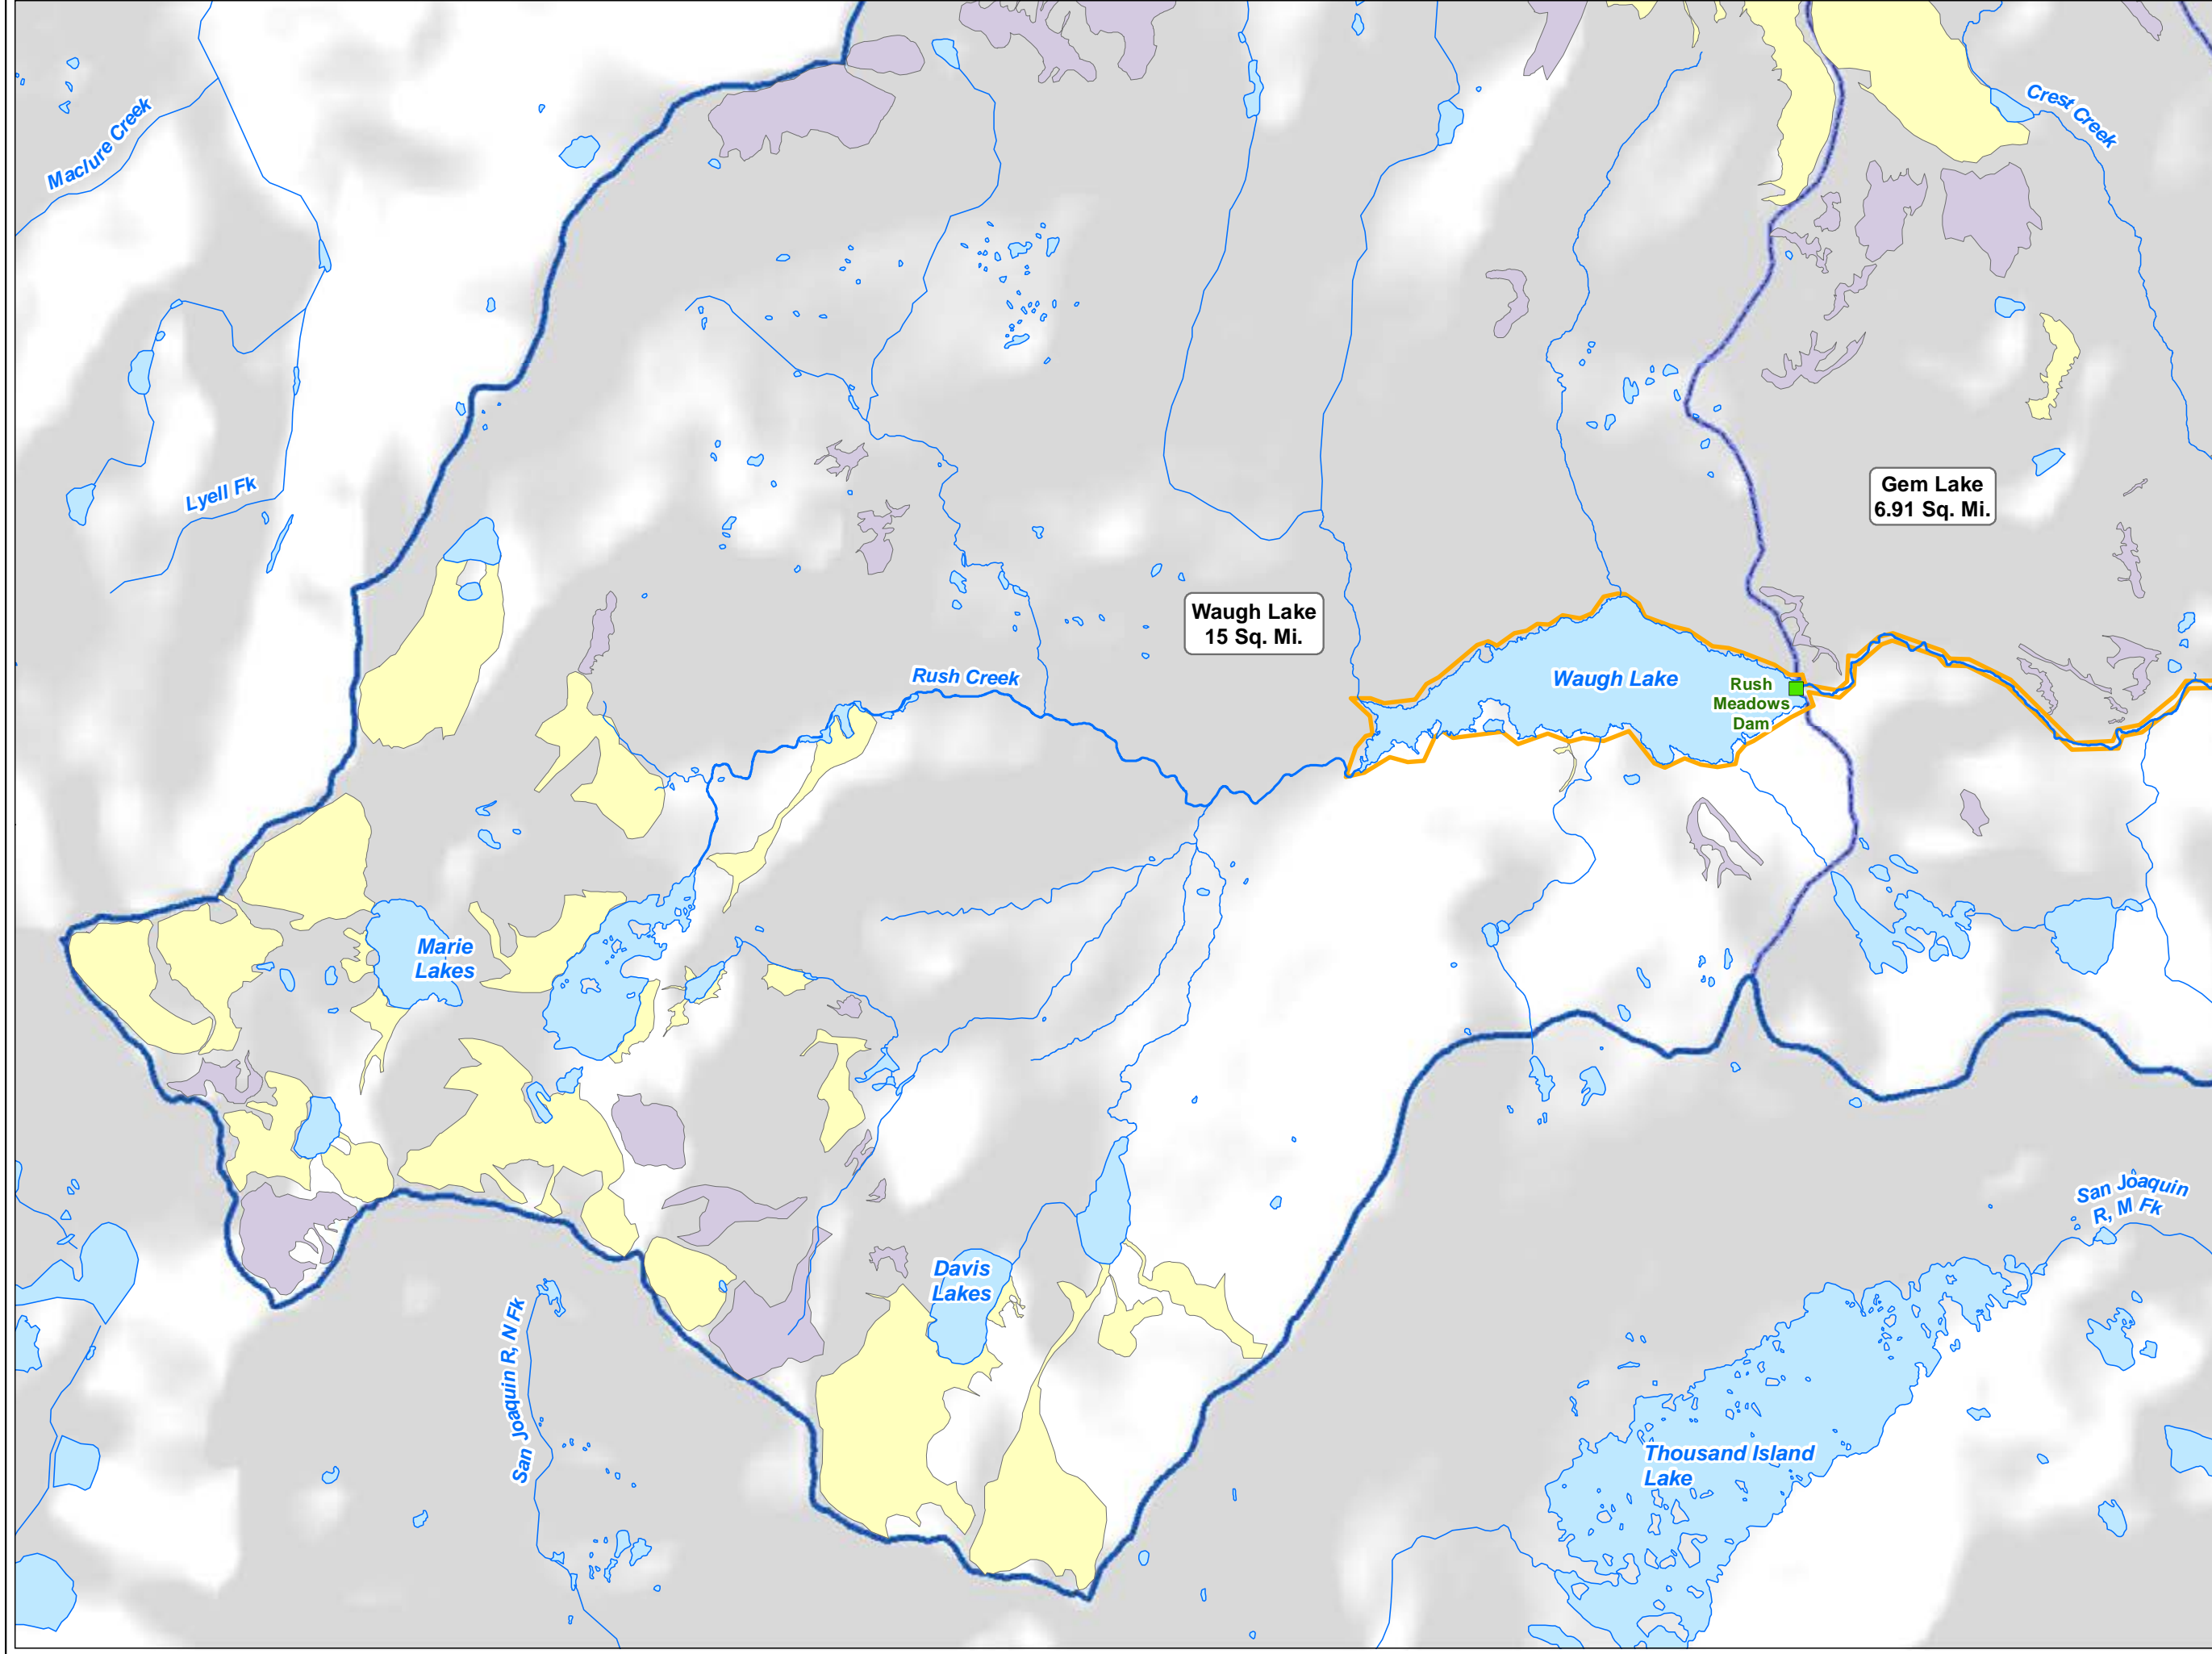 Maclure Creek
Crest Creek
Lyell Fk
Gem Lake
6.91 Sq. Mi.
Waugh Lake
15 Sq. Mi.
Rush Creek
Waugh Lake
Rush
Meadows
Dam
Marie
Lakes
San Joaquin
R, M Fk
Davis
Lakes
San Joaquin R, N Fk
Thousand Island
Lake